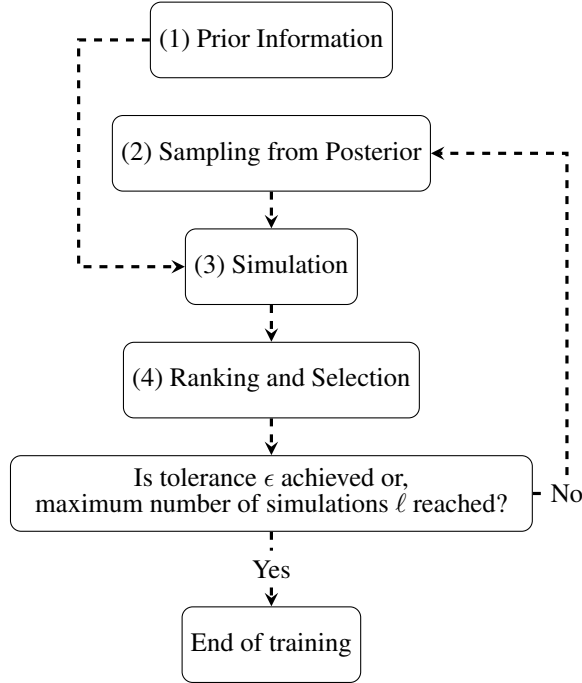 (1) Prior Information
(2) Sampling from Posterior
(3) Simulation
(4) Ranking and Selection
Is tolerance ϵ achieved or,
maximum number of simulations ℓ reached?
No
Yes
End of training